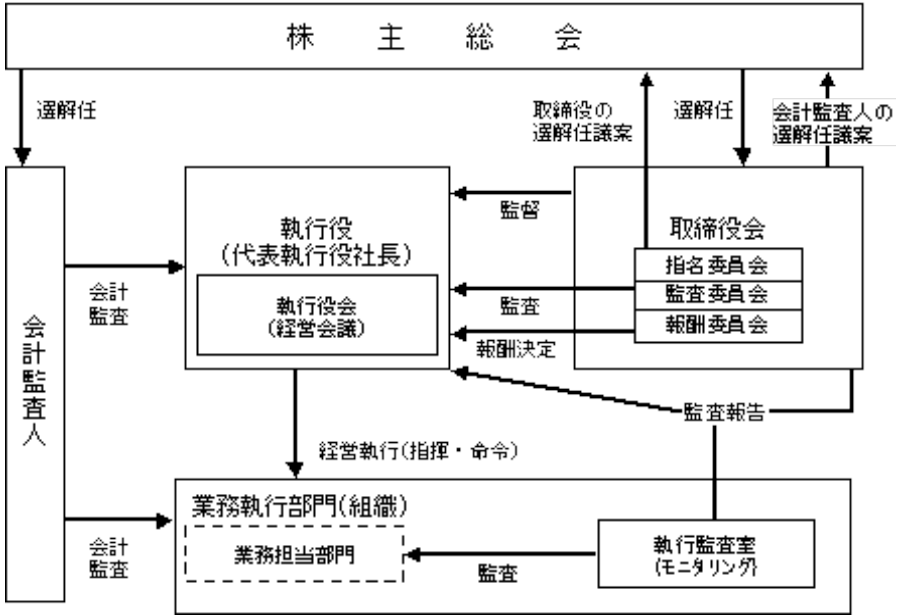 株主総会
選解任
取締役の
選解任議案
選解任
会計監査人の
選解任議案
執行役
(代表執行役社長)
執行役会
(経営会議)
監督
取締役会
指名委員会
監査委員会
報酬委員会
監査
報酬決定
会計
監査
会計監査人
監査報告
経営執行(指揮・命令)
業務執行部門(組織)
業務担当部門
会計
監査
監査
執行監査室
(モニタリング)